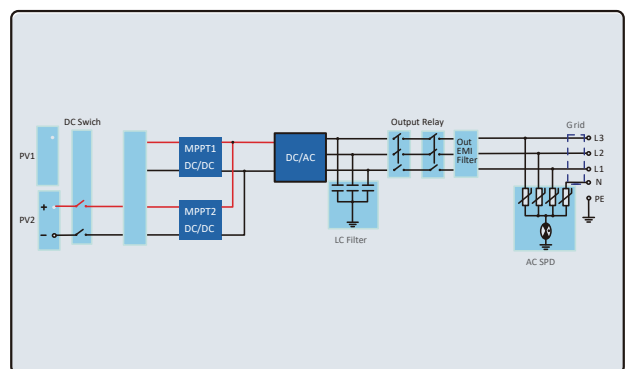 DC Swich
Output Relay
Grid
PV1
MPPT1
DC/DC
DC/AC
Out
EMI
Filter
L3
L2
L1
N
PE
PV2
+
−
MPPT2
DC/DC
LC Filter
AC SPD